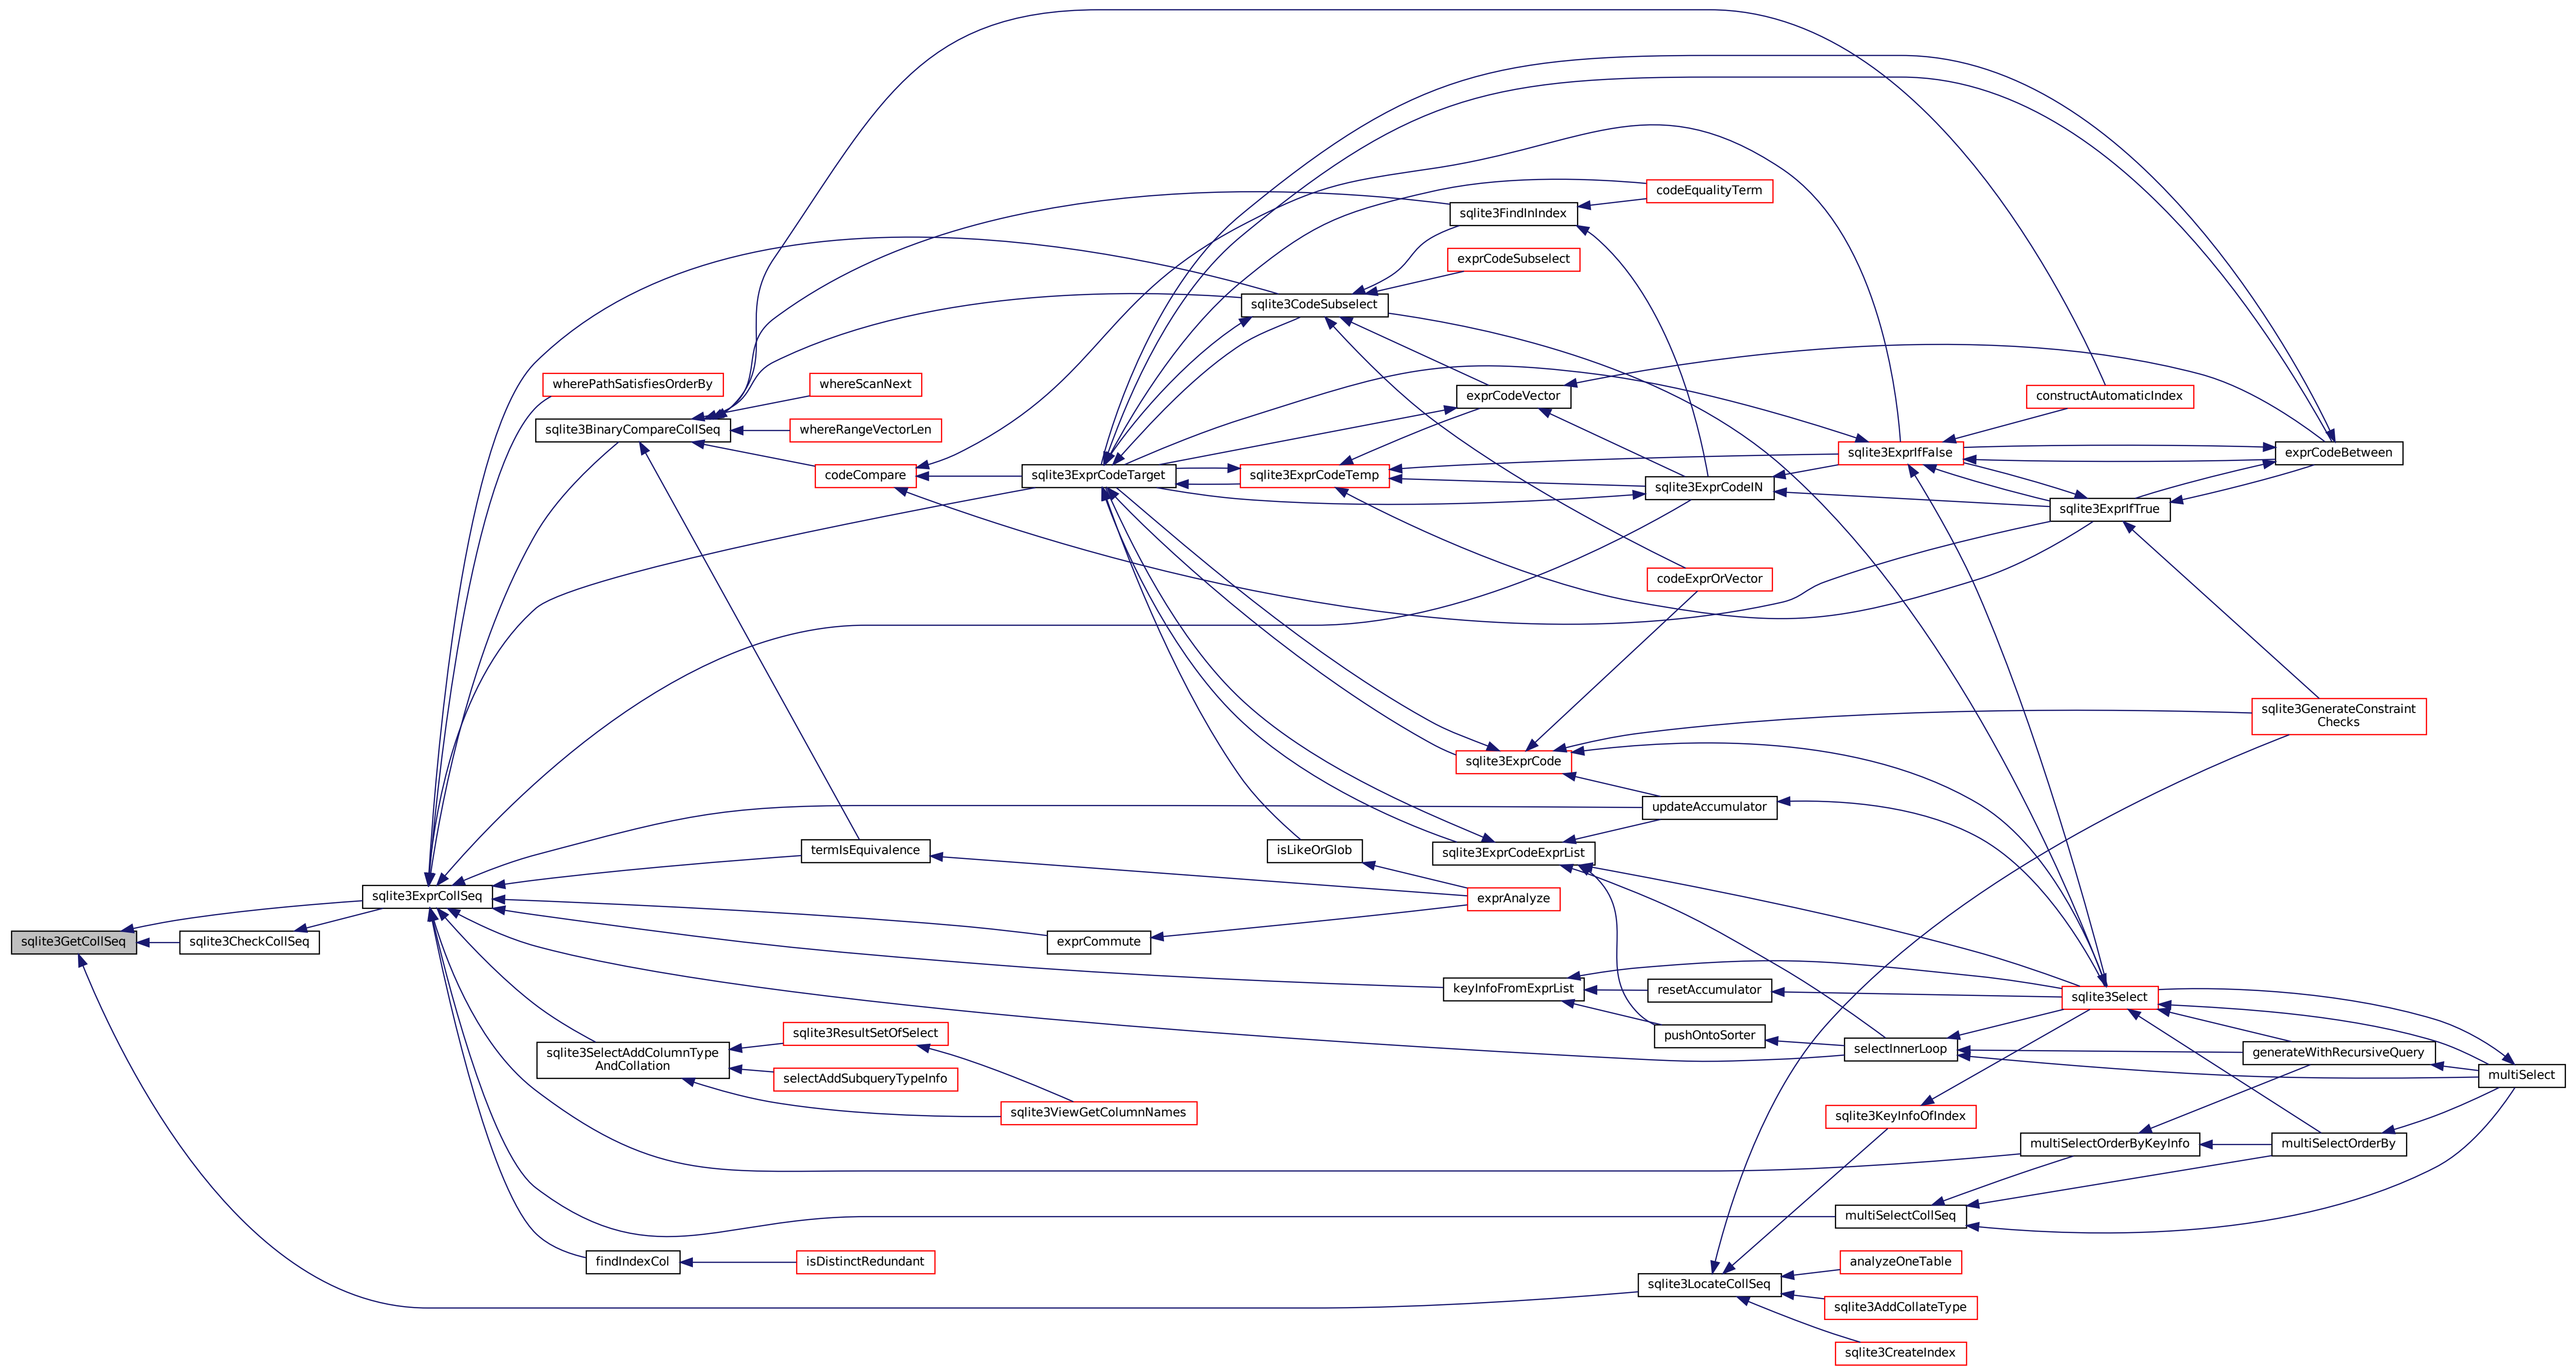 codeEqualityTerm
sqlite3FindInIndex
exprCodeSubselect
sqlite3CodeSubselect
wherePathSatisfiesOrderBy
whereScanNext
exprCodeVector
constructAutomaticIndex
sqlite3BinaryCompareCollSeq
whereRangeVectorLen
sqlite3ExprIfFalse
exprCodeBetween
codeCompare
sqlite3ExprCodeTarget
sqlite3ExprCodeTemp
sqlite3ExprCodeIN
sqlite3ExprIfTrue
codeExprOrVector
sqlite3GenerateConstraint
Checks
sqlite3ExprCode
updateAccumulator
termIsEquivalence
isLikeOrGlob
sqlite3ExprCodeExprList
sqlite3ExprCollSeq
exprAnalyze
sqlite3GetCollSeq
sqlite3CheckCollSeq
exprCommute
keyInfoFromExprList
resetAccumulator
sqlite3Select
sqlite3ResultSetOfSelect
pushOntoSorter
selectInnerLoop
generateWithRecursiveQuery
sqlite3SelectAddColumnType
AndCollation
selectAddSubqueryTypeInfo
multiSelect
sqlite3ViewGetColumnNames
sqlite3KeyInfoOfIndex
multiSelectOrderByKeyInfo
multiSelectOrderBy
multiSelectCollSeq
findIndexCol
isDistinctRedundant
analyzeOneTable
sqlite3LocateCollSeq
sqlite3AddCollateType
sqlite3CreateIndex